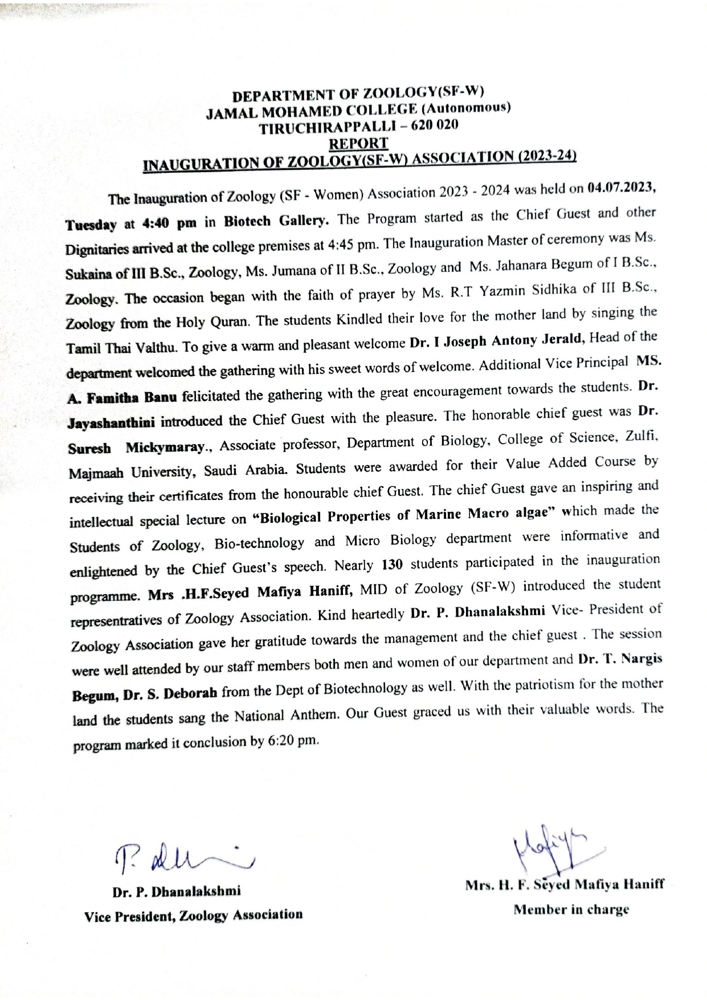 DEPARTMENT OF ZOOLOGY(SF-W)
JAMAL MOHAMED COLLEGE (Autonomous)
TIRUCHIRAPPALLI – 620 020
REPORT
INAUGURATION OF ZOOLOGY(SF-W) ASSOCIATION (2023-24)
The Inauguration of Zoology (SF - Women) Association 2023 - 2024 was held on 04.07.2023,
Tuesday at 4:40 pm in Biotech Gallery. The Program started as the Chief Guest and other
Dignitaries arrived at the college premises at 4:45 pm. The Inauguration Master of ceremony was Ms.
Sukaina of III B.Sc., Zoology, Ms. Jumana of II B.Sc., Zoology and Ms. Jahanara Begum of I B.Sc.,
Zoology. The occasion began with the faith of prayer by Ms. R.T Yazmin Sidhika of III B.Sc.,
Zoology from the Holy Quran. The students Kindled their love for the mother land by singing the
Tamil Thai Valthu. To give a warm and pleasant welcome Dr. I Joseph Antony Jerald, Head of the
department welcomed the gathering with his sweet words of welcome. Additional Vice Principal MS.
A. Famitha Banu felicitated the gathering with the great encouragement towards the students. Dr.
Jayashanthini introduced the Chief Guest with the pleasure. The honorable chief guest was Dr.
Suresh Mickymaray., Associate professor, Department of Biology, College of Science, Zulfi,
Majmaah University, Saudi Arabia. Students were awarded for their Value Added Course by
receiving their certificates from the honourable chief Guest. The chief Guest gave an inspiring and
intellectual special lecture on “Biological Properties of Marine Macro algae” which made the
Students of Zoology, Bio-technology and Micro Biology department were informative and
enlightened by the Chief Guest’s speech. Nearly 130 students participated in the inauguration
programme. Mrs .H.F.Seyed Mafiya Haniff, MID of Zoology (SF-W) introduced the student
representratives of Zoology Association. Kind heartedly Dr. P. Dhanalakshmi Vice- President of
Zoology Association gave her gratitude towards the management and the chief guest . The session
were well attended by our staff members both men and women of our department and Dr. T. Nargis
Begum, Dr. S. Deborah from the Dept of Biotechnology as well. With the patriotism for the mother
land the students sang the National Anthem. Our Guest graced us with their valuable words. The
program marked it conclusion by 6:20 pm.
Mafiya
Dr. P. Dhanalakshmi
Mrs. H. F. Seyed Mafiya Haniff
Vice President, Zoology Association
Member in charge